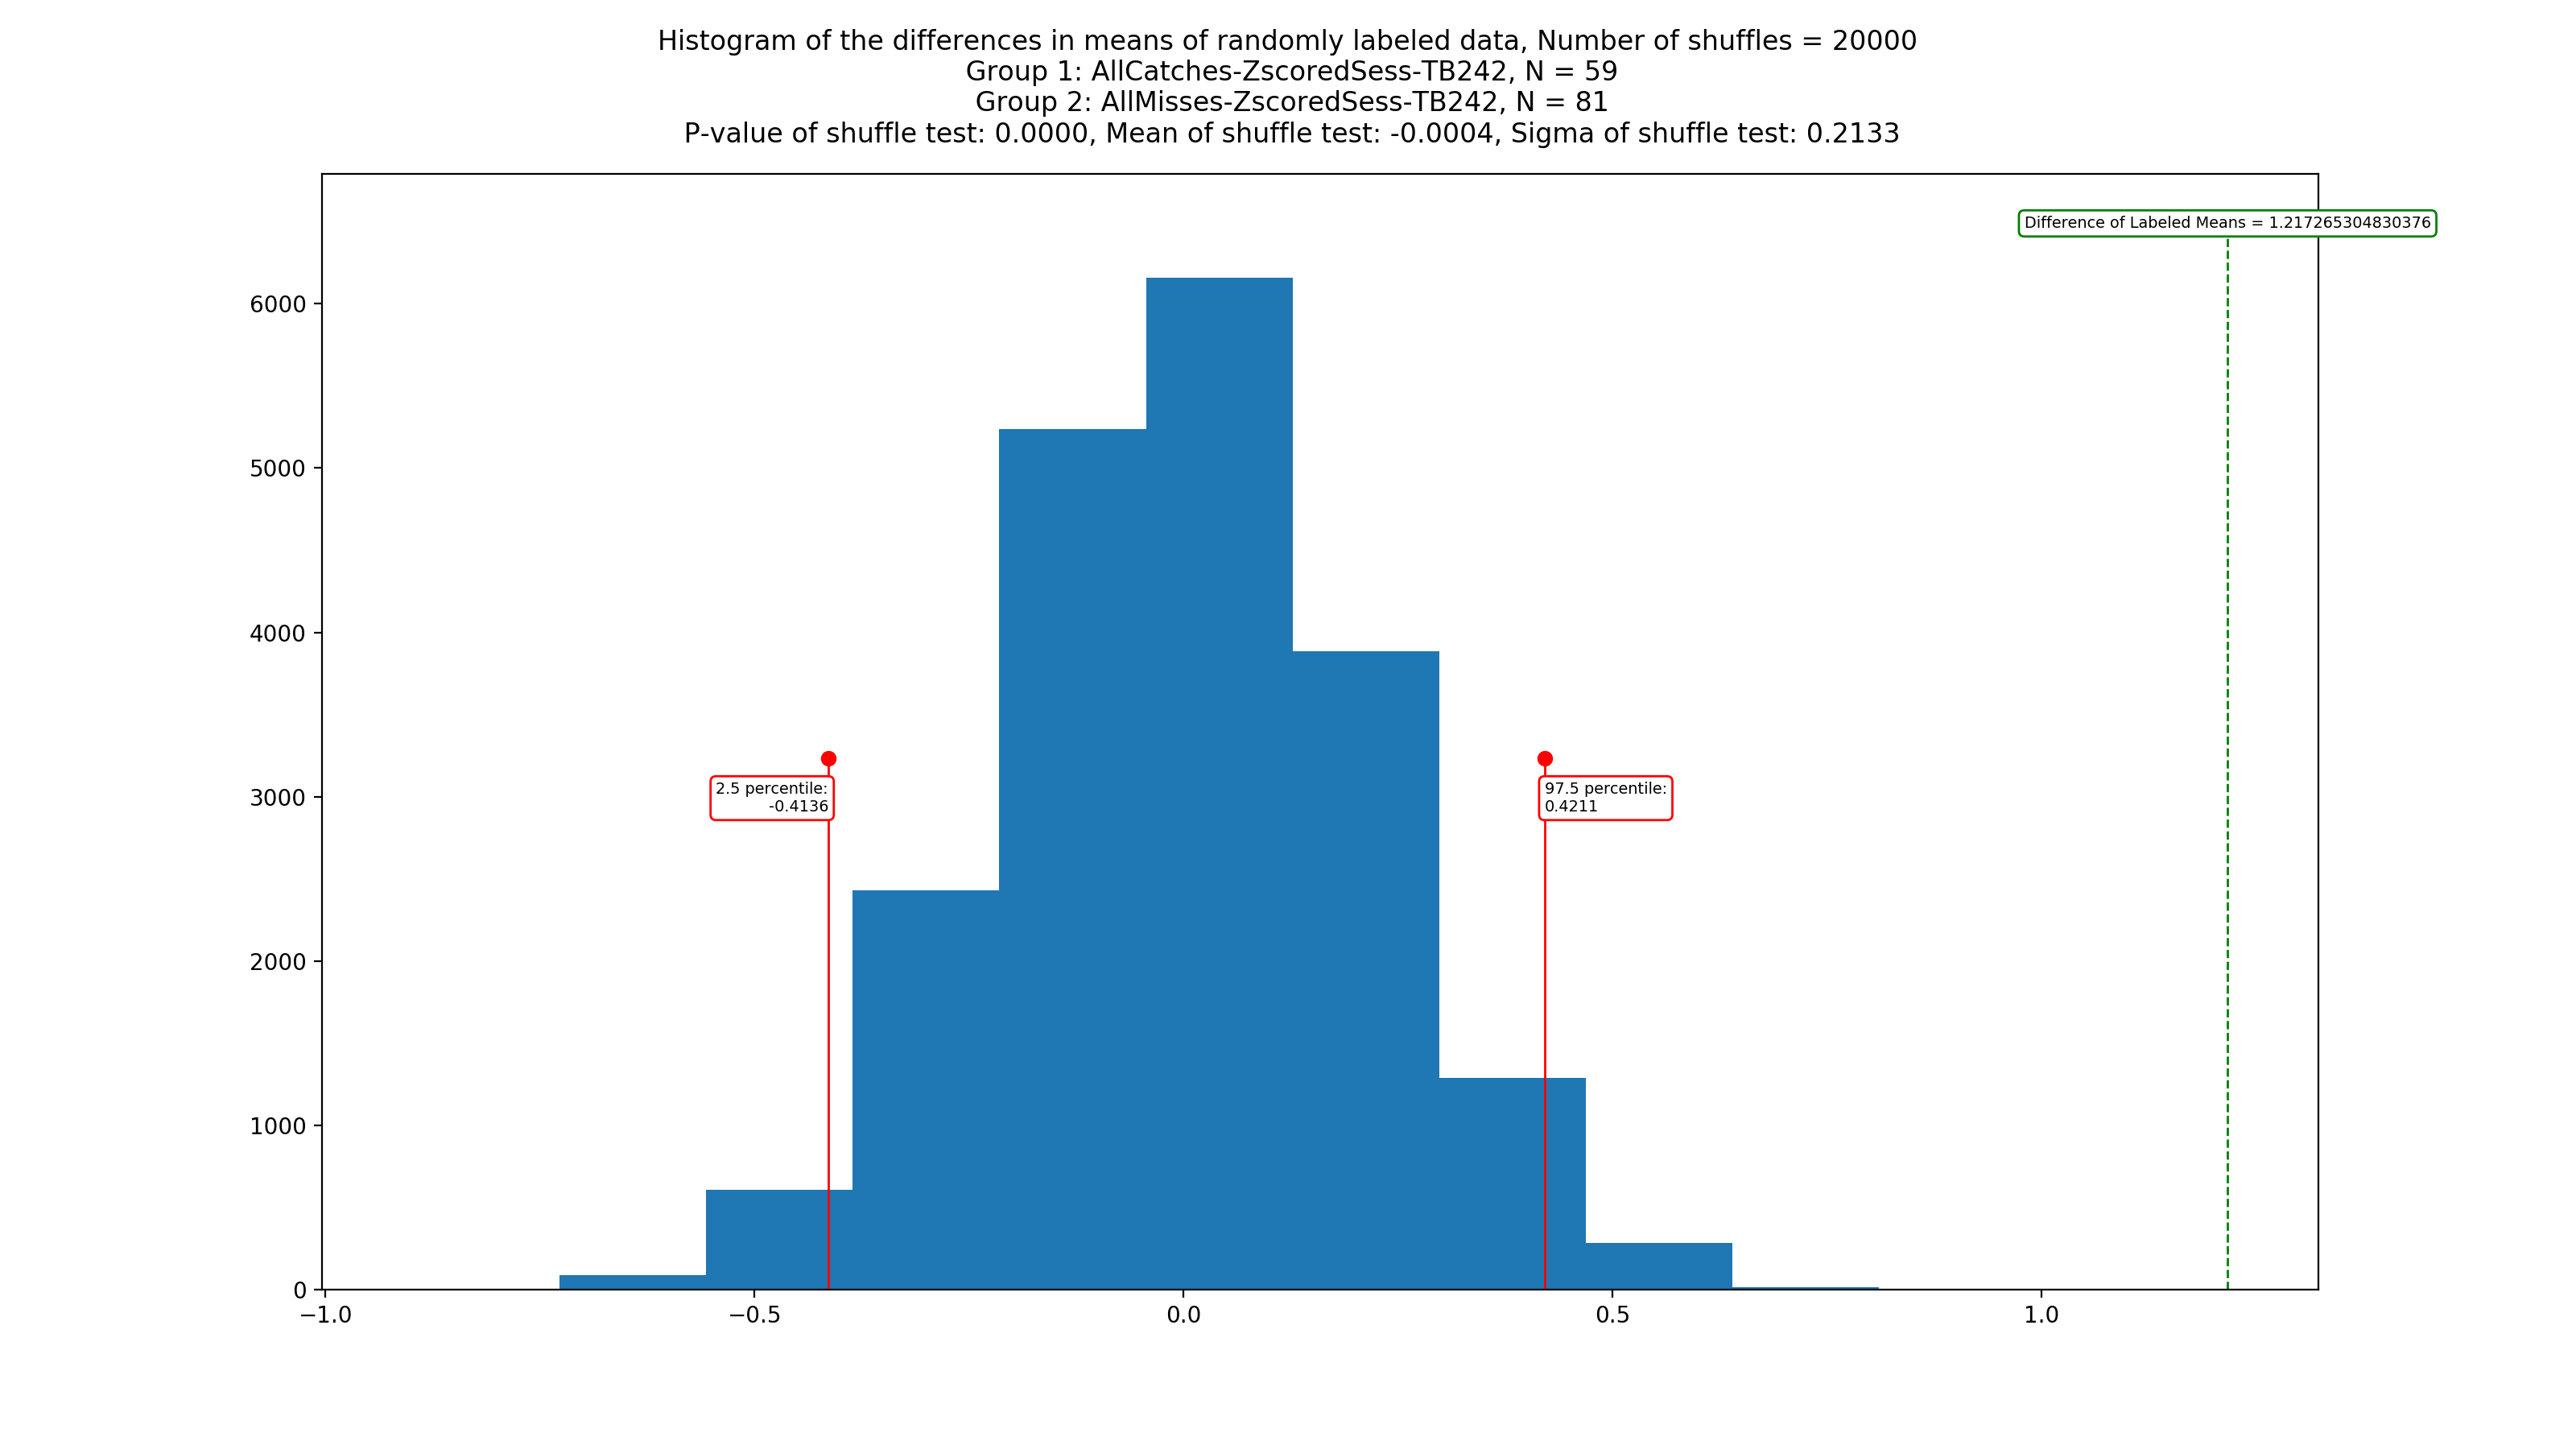 Histogram of the differences in means of randomly labeled data, Number of shuffles = 20000
Group 1: AllCatches-ZscoredSess-TB242, N = 59
Group 2: AllMisses-ZscoredSess-TB242, N = 81
P-value of shuffle test: 0.0000, Mean of shuffle test: -0.0004, Sigma of shuffle test: 0.2133
Difference of Labeled Means = 1.217265304830376
6000
5000
4000
3000
2000
1000
0
2.5 percentile:
-0.4136
97.5 percentile:
0.4211
−1.0
−0.5
0.0
0.5
1.0